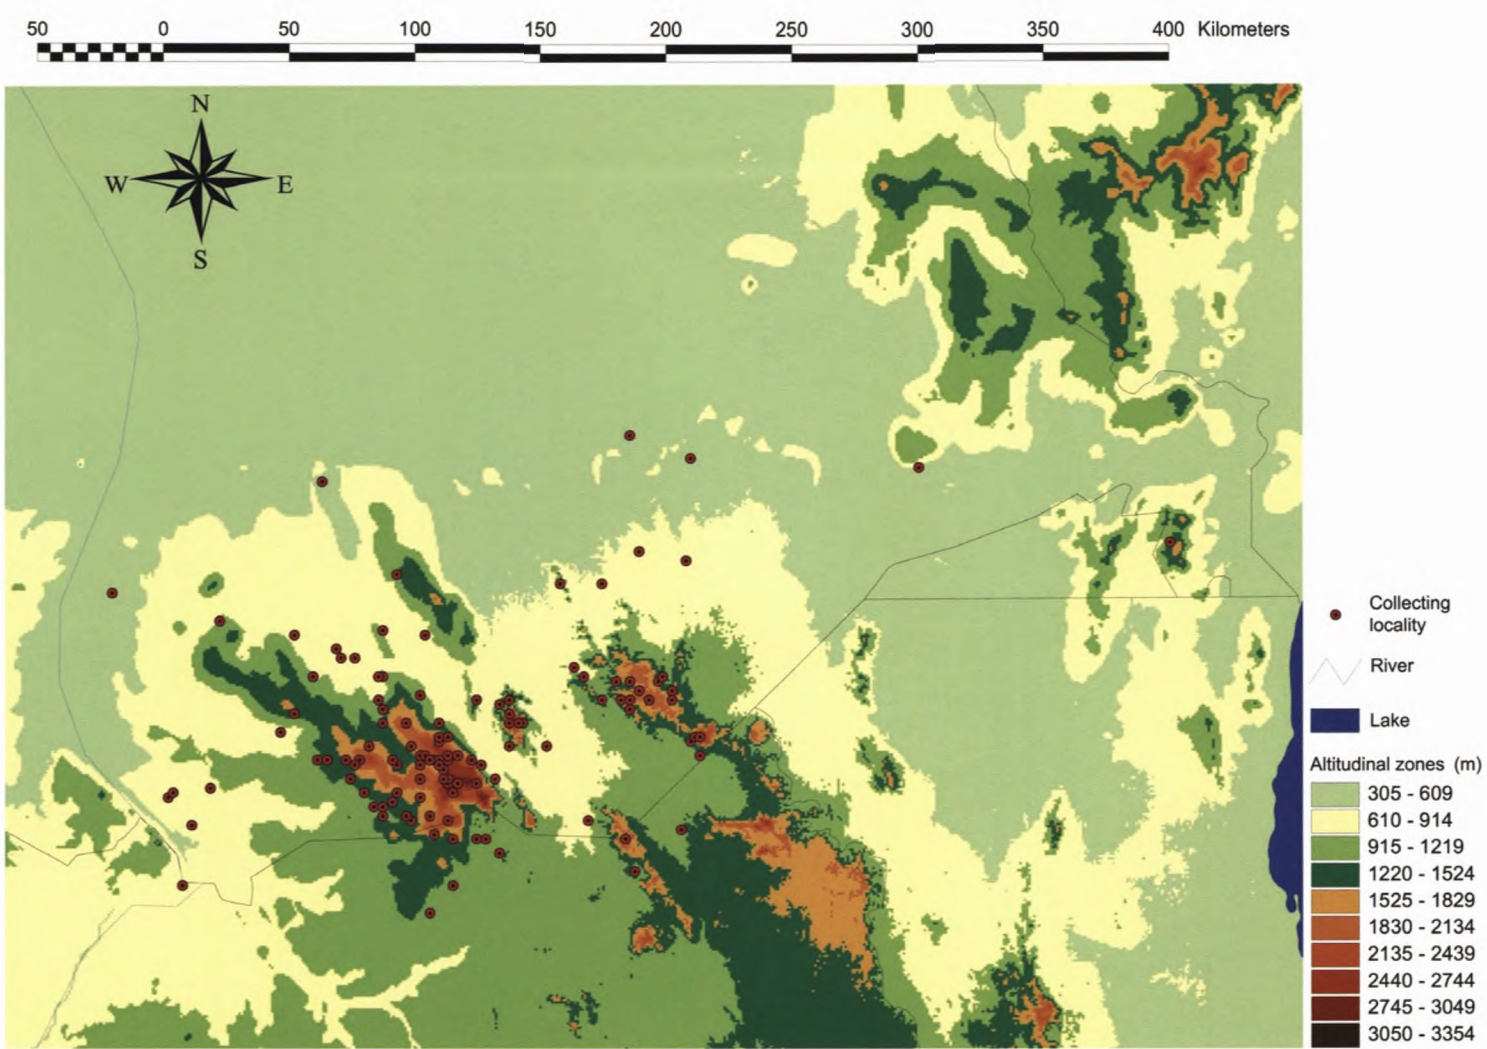 50 0 50 100 150 200 250 300 350 400 Kilometers
N
W E
S
Collecting
locality
River
Lake
Altitudinal zones (m)
305 - 609
610 - 914
915 - 1219
1220 - 1524
1525 - 1829
1830 - 2134
2135 - 2439
2440 - 2744
2745 - 3049
3050 - 3354